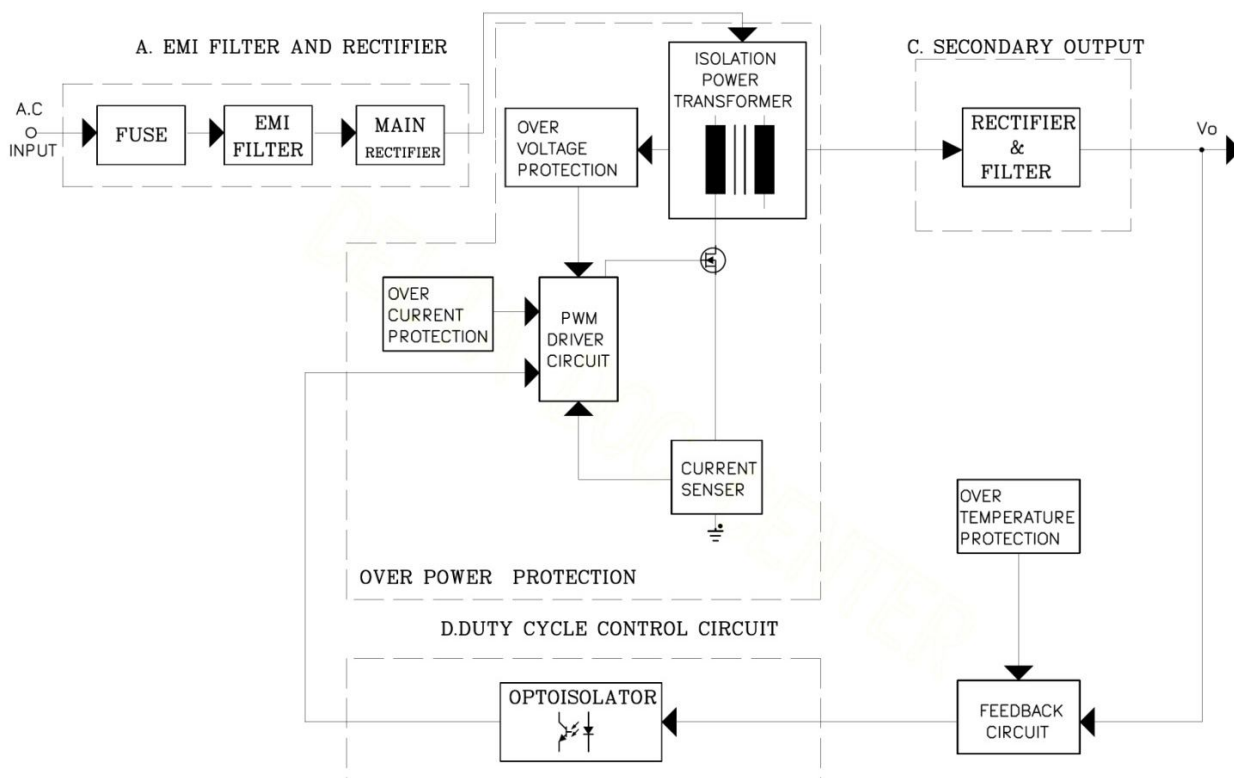 A. EMI FILTER AND RECTIFIER
A.C
INPUT
FUSE
EMI
FILTER
MAIN
RECTIFIER
OVER
VOLTAGE
PROTECTION
ISOLATION
POWER
TRANSFORMER
C. SECONDARY OUTPUT
RECTIFIER
&
FILTER
Vo
OVER
CURRENT
PROTECTION
PWM
DRIVER
CIRCUIT
CURRENT
SENSER
OVER
TEMPERATURE
PROTECTION
OVER POWER PROTECTION
D.DUTY CYCLE CONTROL CIRCUIT
OPTOISOLATOR
FEEDBACK
CIRCUIT